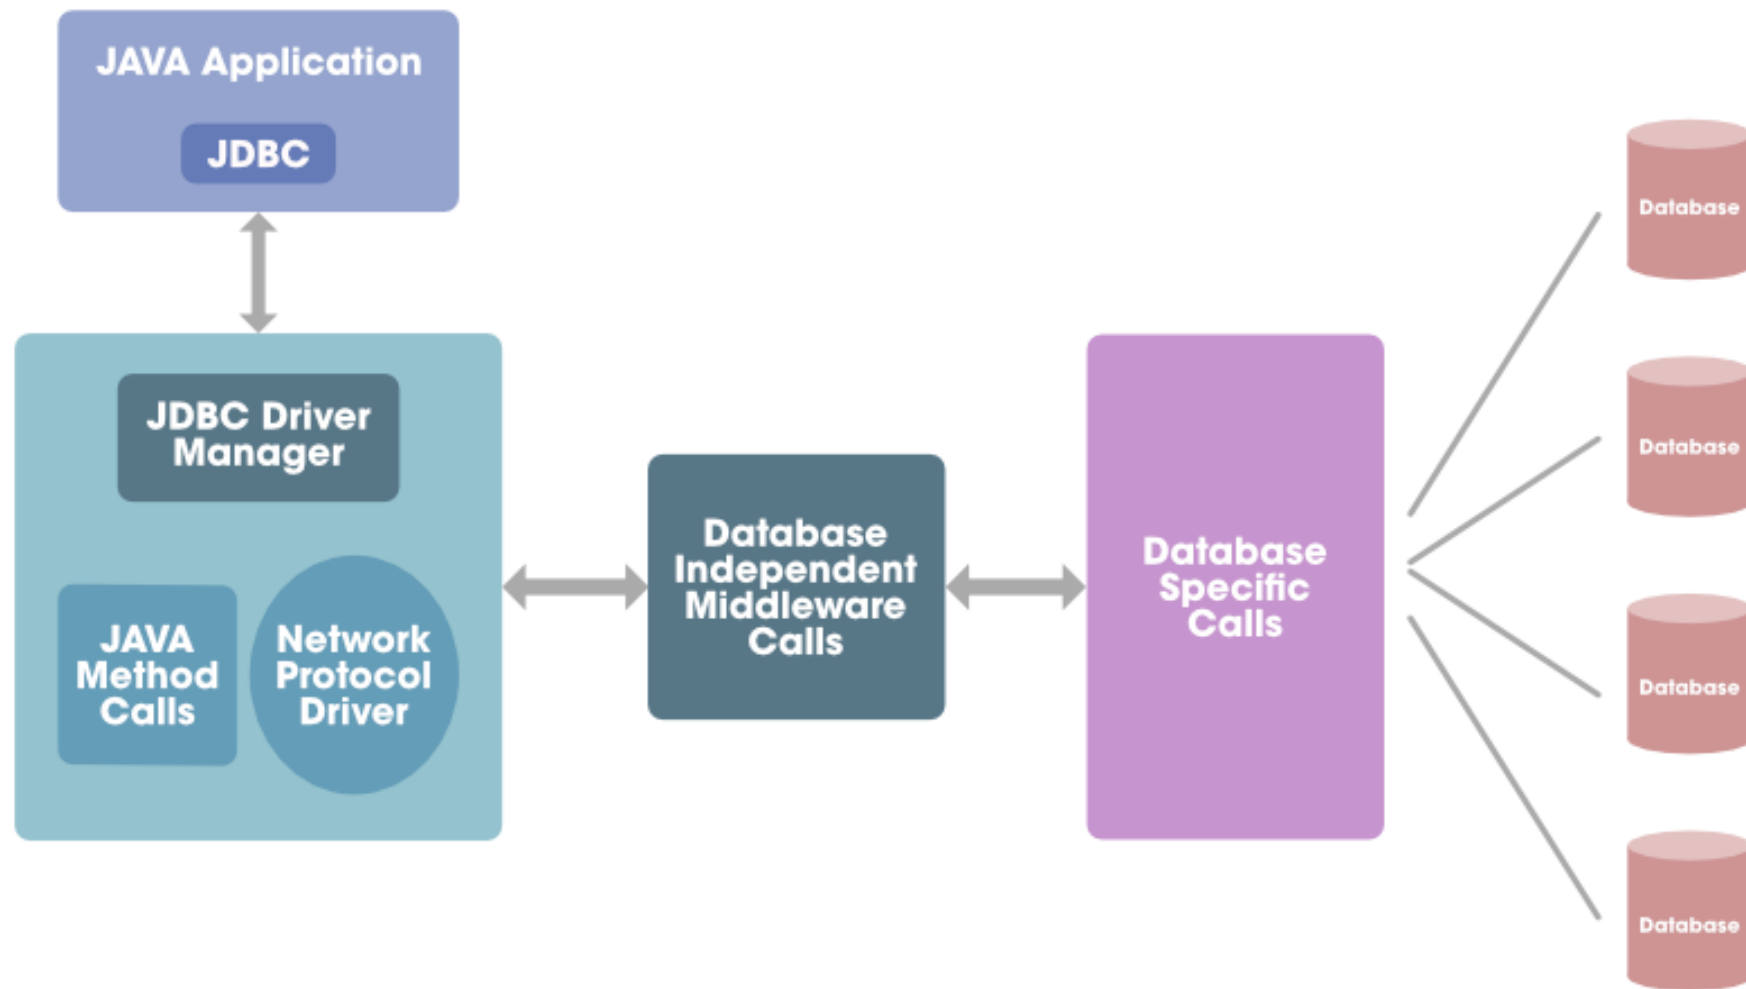 JAVA Application
JDBC
JDBC Driver
Manager
JAVA
Method
Calls
Network
Protocol
Driver
Database
Independent
Middleware
Calls
Database
Specific
Calls
Database
Database
Database
Database